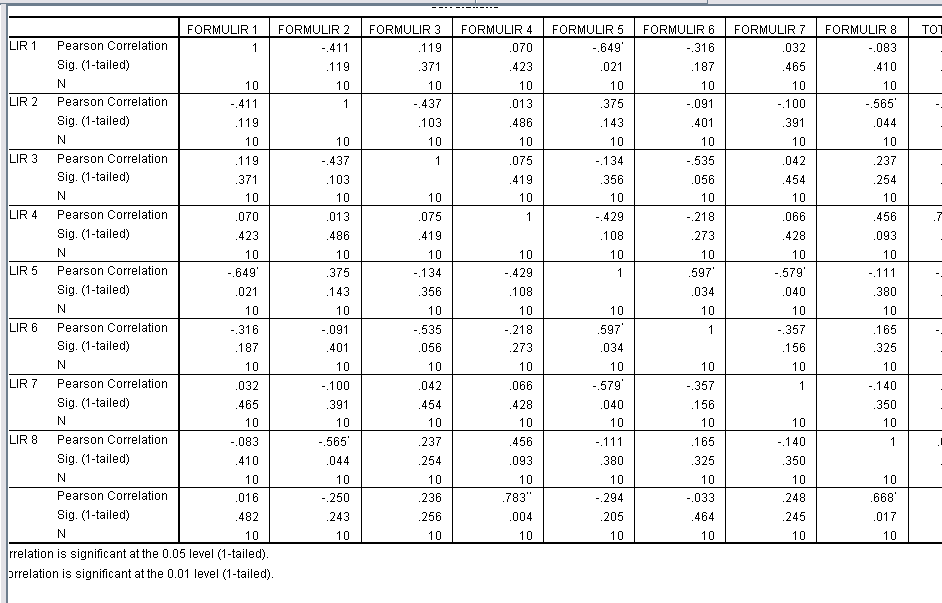 FORMULIR 1 FORMULIR 2 FORMULIR 3 FORMULIR 4 FORMULIR 5 FORMULIR 6 FORMULIR 7 FORMULIR 8 TOT
LIR 1 Pearson Correlation 1 -.411 .119 .070 -.649* -.316 .032 -.083
Sig. (1-tailed) .119 .371 .423 .021 .187 .465 .410
N 10 10 10 10 10 10 10 10
LIR 2 Pearson Correlation -.411 1 -.437 .013 .375 -.091 -.100 -.565* -.
Sig. (1-tailed) .119 .103 .486 .143 .401 .391 .044
N 10 10 10 10 10 10 10 10
LIR 3 Pearson Correlation .119 -.437 1 .075 -.134 -.535 .042 .237
Sig. (1-tailed) .371 .103 .419 .356 .056 .454 .254
N 10 10 10 10 10 10 10 10
LIR 4 Pearson Correlation .070 .013 .075 1 -.429 -.218 .066 .456 .7
Sig. (1-tailed) .423 .486 .419 .108 .273 .428 .093
N 10 10 10 10 10 10 10 10
LIR 5 Pearson Correlation -.649* .375 -.134 -.429 1 .597* -.579* -.111 -.
Sig. (1-tailed) .021 .143 .356 .108 .034 .040 .380
N 10 10 10 10 10 10 10 10
LIR 6 Pearson Correlation -.316 -.091 -.535 -.218 .597* 1 -.357 .165 -.
Sig. (1-tailed) .187 .401 .056 .273 .034 .156 .325
N 10 10 10 10 10 10 10 10
LIR 7 Pearson Correlation .032 -.100 .042 .066 -.579* -.357 1 -.140
Sig. (1-tailed) .465 .391 .454 .428 .040 .156 .350
N 10 10 10 10 10 10 10 10
LIR 8 Pearson Correlation -.083 -.565* .237 .456 -.111 .165 -.140 1
Sig. (1-tailed) .410 .044 .254 .093 .380 .325 .350
N 10 10 10 10 10 10 10 10
Pearson Correlation .016 -.250 .236 .783** -.294 -.033 .248 .668*
Sig. (1-tailed) .482 .243 .256 .004 .205 .464 .245 .017
N 10 10 10 10 10 10 10 10
rrelation is significant at the 0.05 level (1-tailed).
orrelation is significant at the 0.01 level (1-tailed).